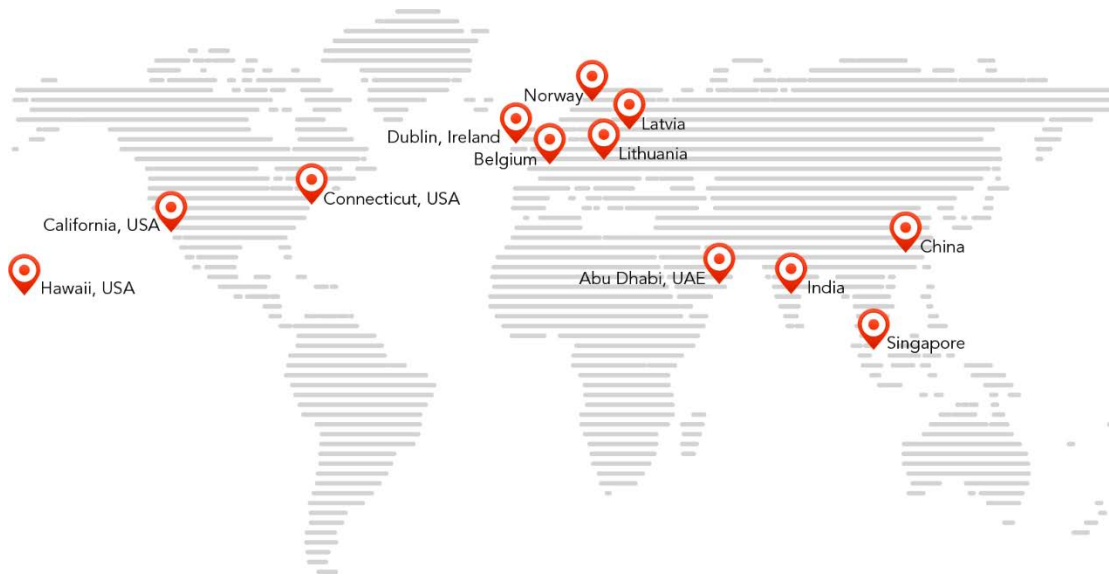 Norway
Latvia
Dublin, Ireland
Lithuania
Belgium
Connecticut, USA
California, USA
China
Abu Dhabi, UAE
India
Hawaii, USA
Singapore